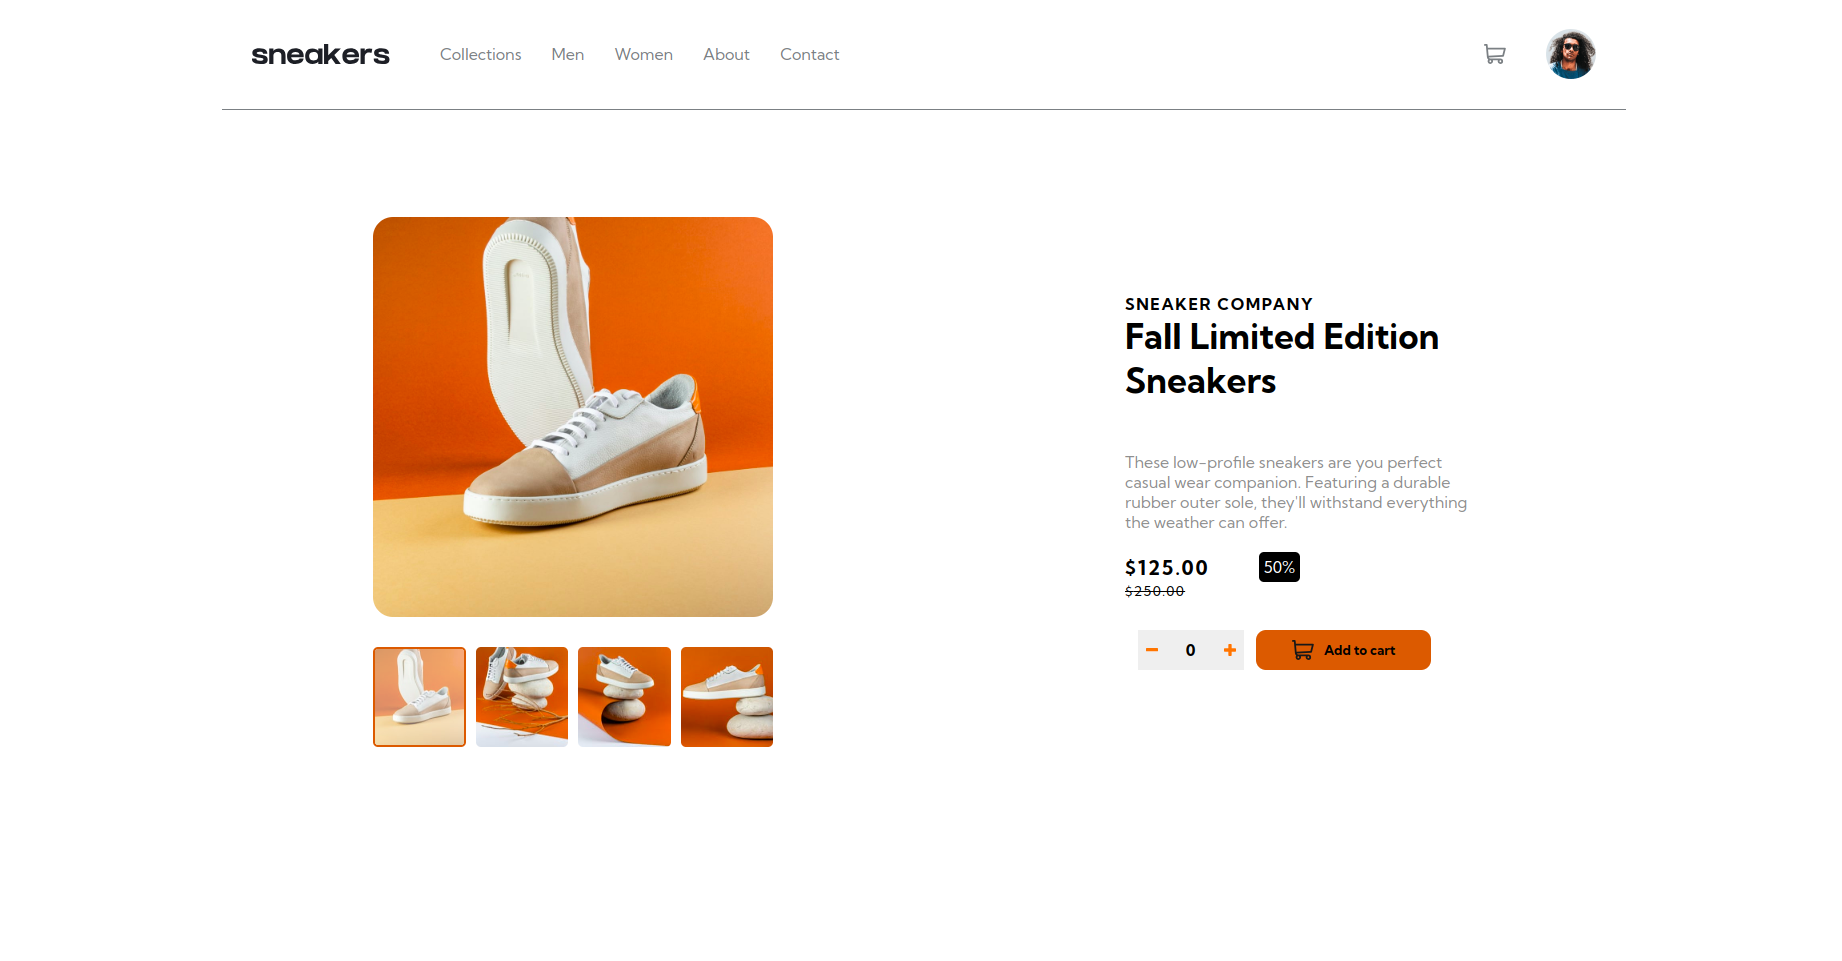 sneakers
Collections
Men
Women
About
Contact
SNEAKER COMPANY
Fall Limited Edition
Sneakers
These low-profile sneakers are you perfect
casual wear companion. Featuring a durable
rubber outer sole, they'll withstand everything
the weather can offer.
$125.00
50%
$250.00
0
Add to cart